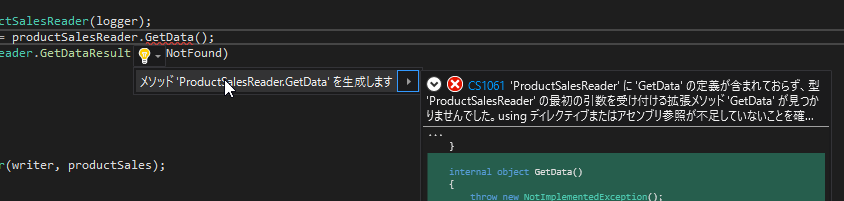 ctSalesReader(logger);
= productSalesReader.GetData();
eader.GetDataResult NotFound)
メソッド 'ProductSalesReader.GetData' を生成します
CS1061 'ProductSalesReader' に 'GetData' の定義が含まれておらず、型
'ProductSalesReader' の最初の引数を受け付ける拡張メソッド 'GetData' が見つか
りませんでした。using ディレクティブまたはアセンブリ参照が不足していないことを確...
...
}
internal object GetData()
{
throw new NotImplementedException();
r(writer, productSales);